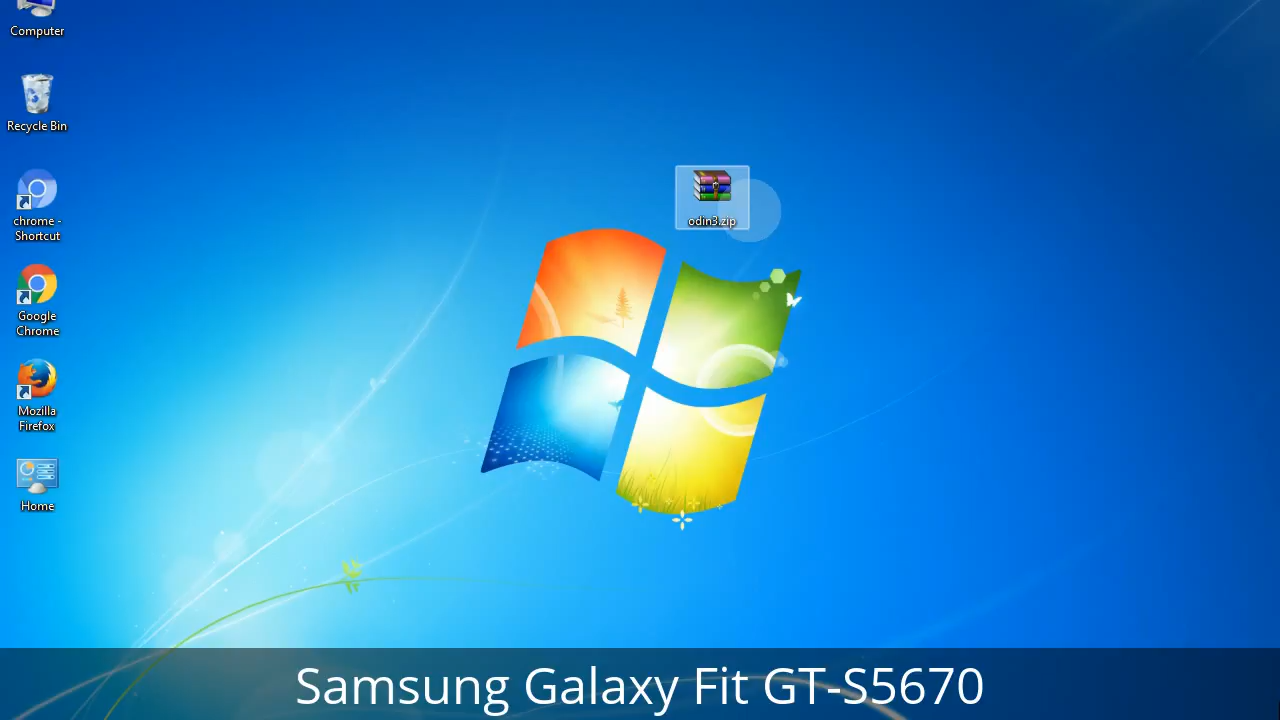 Computer
Recycle Bin
chrome -
Shortcut
Google
Chrome
Mozilla
Firefox
Home
odin3.zip
Samsung Galaxy Fit GT-S5670